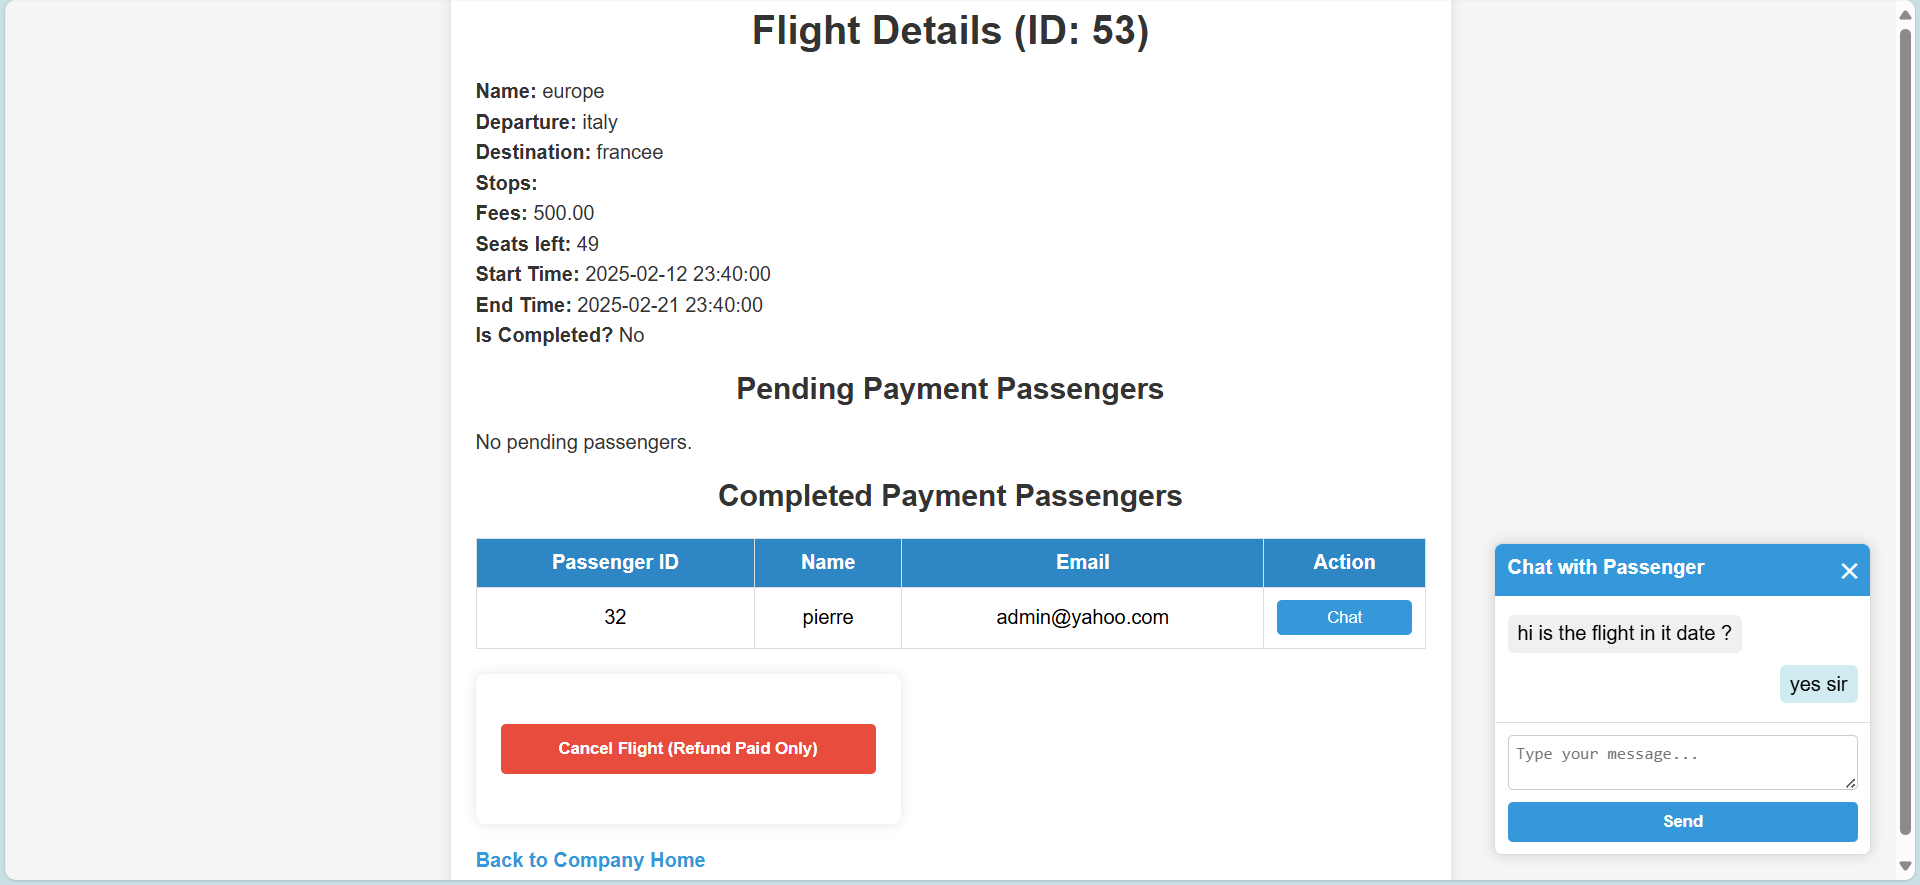 Flight Details (ID: 53)
Name: europe
Departure: italy
Destination: francee
Stops:
Fees: 500.00
Seats left: 49
Start Time: 2025-02-12 23:40:00
End Time: 2025-02-21 23:40:00
Is Completed? No
Pending Payment Passengers
No pending passengers.
Completed Payment Passengers
Passenger ID Name Email Action
32 pierre admin@yahoo.com Chat
Cancel Flight (Refund Paid Only)
Back to Company Home
Chat with Passenger
hi is the flight in it date ?
yes sir
Type your message...
Send